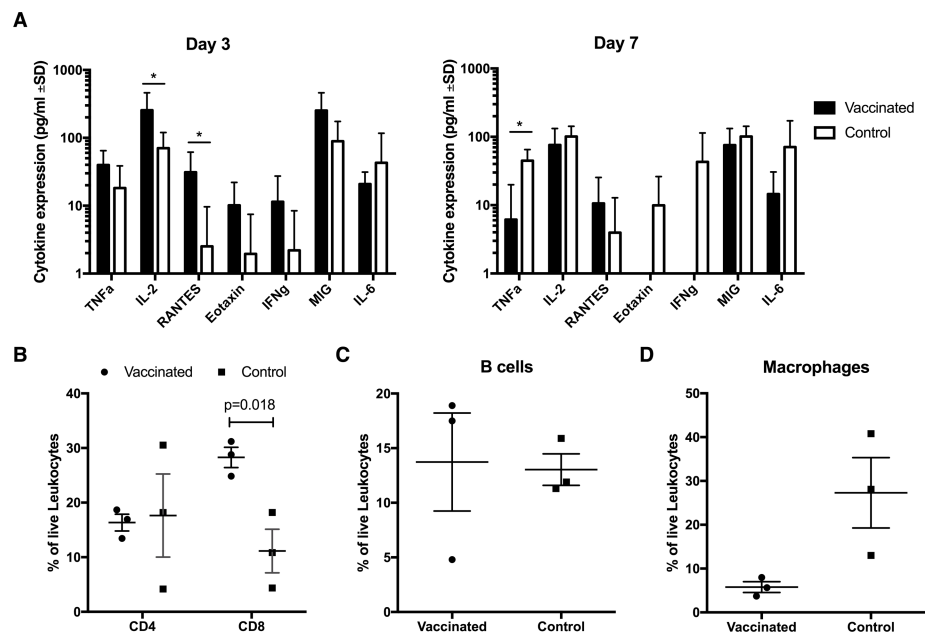 A
Day 3
Cytokine expression (pg/ml ±SD)
1000
100
10
1
*
*
TNFa
IL-2
RANTES
Eotaxin
IFNg
MIG
IL-6
Day 7
Cytokine expression (pg/ml ±SD)
1000
100
10
1
*
TNFa
IL-2
RANTES
Eotaxin
IFNg
MIG
IL-6
Vaccinated
Control
B
Vaccinated
Control
% of live Leukocytes
40
30
20
10
0
p=0.018
CD4
CD8
C
B cells
% of live Leukocytes
20
15
10
5
0
Vaccinated
Control
D
Macrophages
% of live Leukocytes
50
40
30
20
10
0
Vaccinated
Control